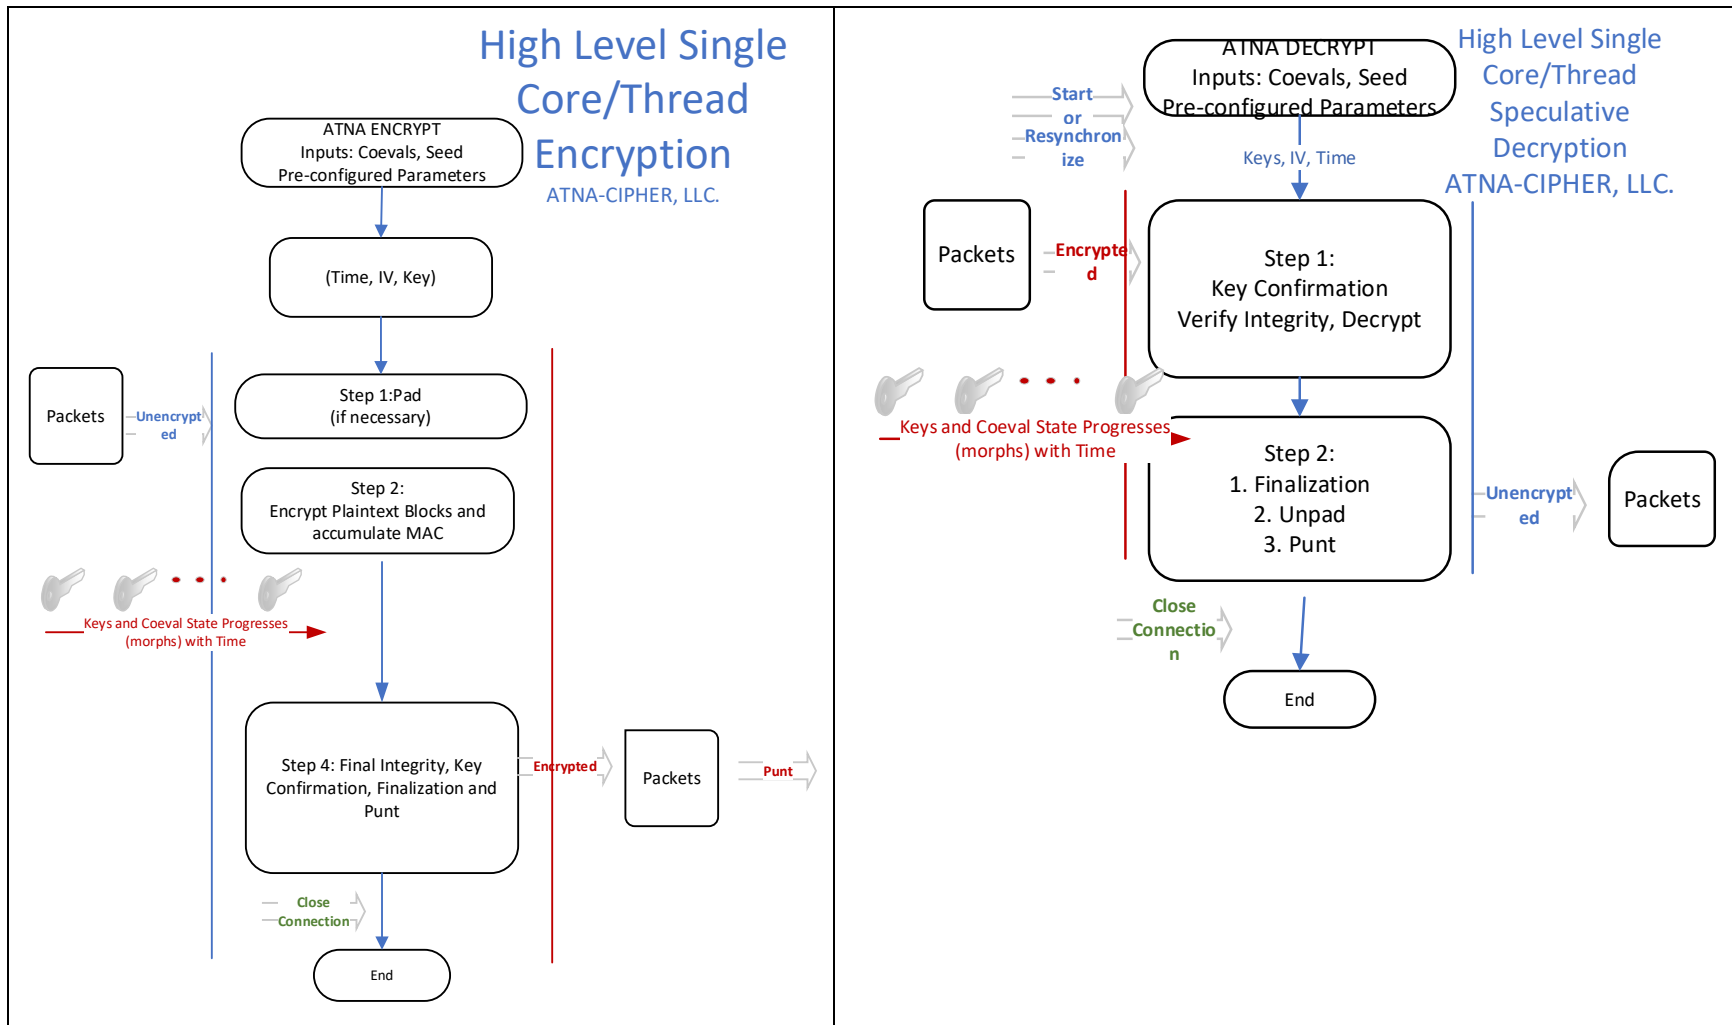 High Level Single
Core/Thread
Encryption
ATNA-CIPHER, LLC.
ATNA ENCRYPT
Inputs: Coevals, Seed
Pre-configured Parameters
(Time, IV, Key)
Packets
Unencrypt
ed
Step 1:Pad
(if necessary)
Step 2:
Encrypt Plaintext Blocks and
accumulate MAC
Keys and Coeval State Progresses
(morphs) with Time
Step 4: Final Integrity, Key
Confirmation, Finalization and
Punt
Encrypted
Packets
Punt
Close
Connection
End
High Level Single
Core/Thread
Speculative
Decryption
ATNA-CIPHER, LLC.
ATNA DECRYPT
Inputs: Coevals, Seed
Pre-configured Parameters
Start
or
Resynchron
ize
Keys, IV, Time
Packets
Encrypte
d
Step 1:
Key Confirmation
Verify Integrity, Decrypt
Keys and Coeval State Progresses
(morphs) with Time
Step 2:
1. Finalization
2. Unpad
3. Punt
Unencrypt
ed
Packets
Close
Connectio
n
End